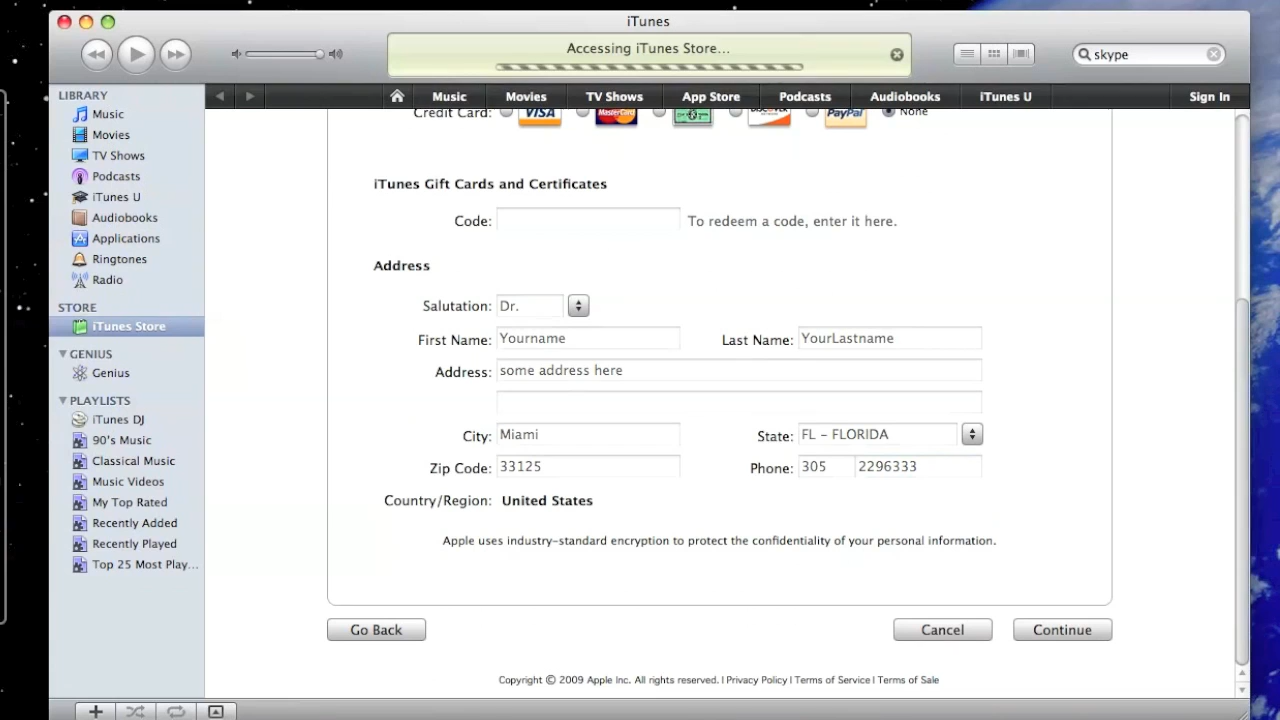 iTunes
Accessing iTunes Store...
skype
LIBRARY
Music
Movies
TV Shows
Podcasts
iTunes U
Audiobooks
Applications
Ringtones
Radio
STORE
iTunes Store
GENIUS
Genius
PLAYLISTS
iTunes DJ
90's Music
Classical Music
Music Videos
My Top Rated
Recently Added
Recently Played
Top 25 Most Play...
Music Movies TV Shows App Store Podcasts Audiobooks iTunes U Sign In
Credit Card: VISA MasterCard DISCOVER PayPal None
iTunes Gift Cards and Certificates
Code: To redeem a code, enter it here.
Address
Salutation: Dr.
First Name: Yourname Last Name: YourLastname
Address: some address here
City: Miami State: FL – FLORIDA
Zip Code: 33125 Phone: 305 2296333
Country/Region: United States
Apple uses industry-standard encryption to protect the confidentiality of your personal information.
Go Back Cancel Continue
Copyright © 2009 Apple Inc. All rights reserved. | Privacy Policy | Terms of Service | Terms of Sale